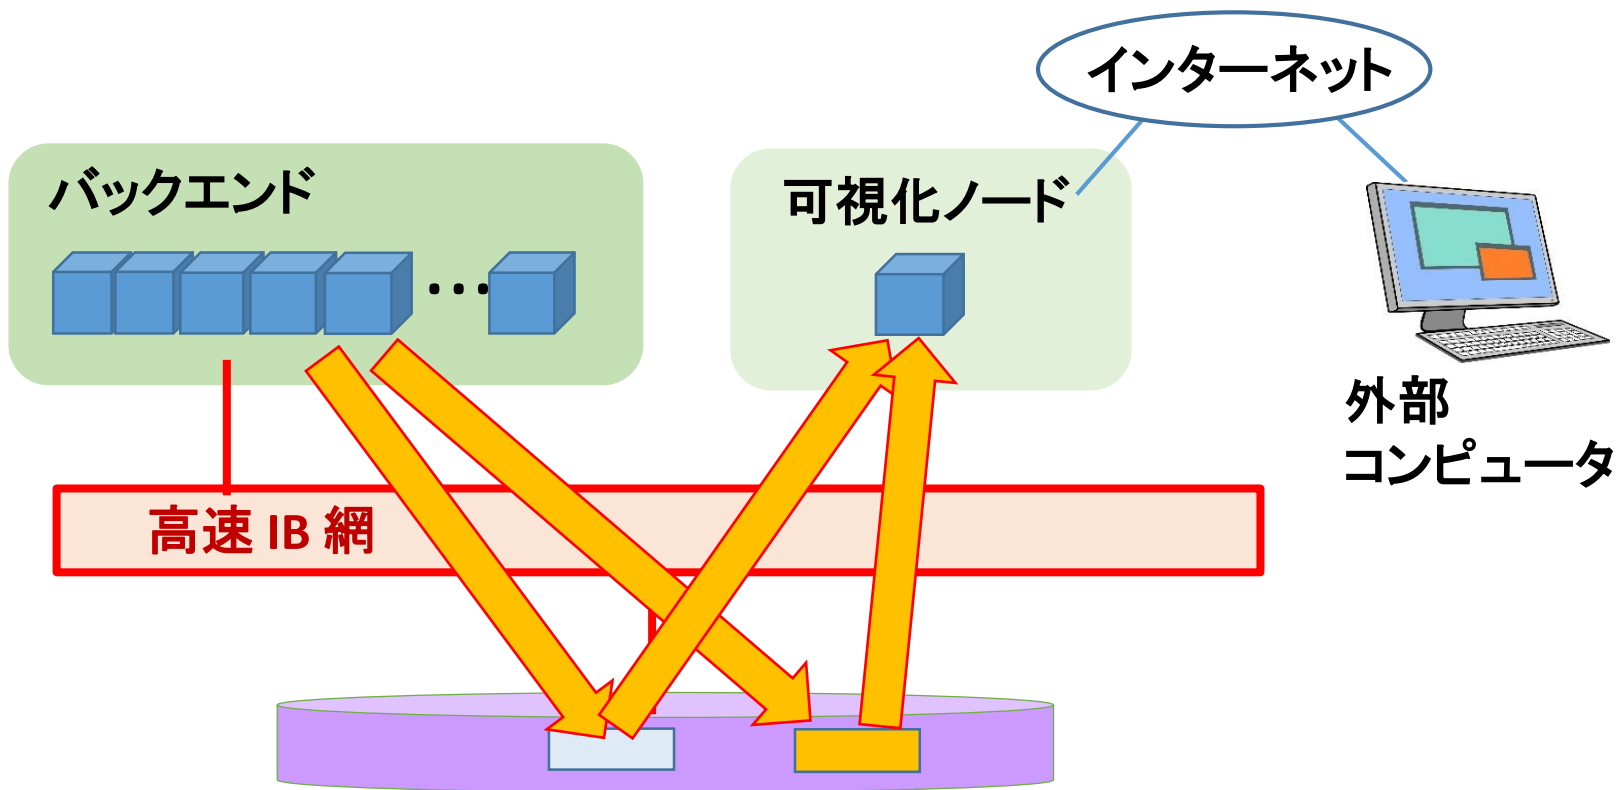 インターネット
バックエンド
可視化ノード
…
外部
コンピュータ
高速 IB 網